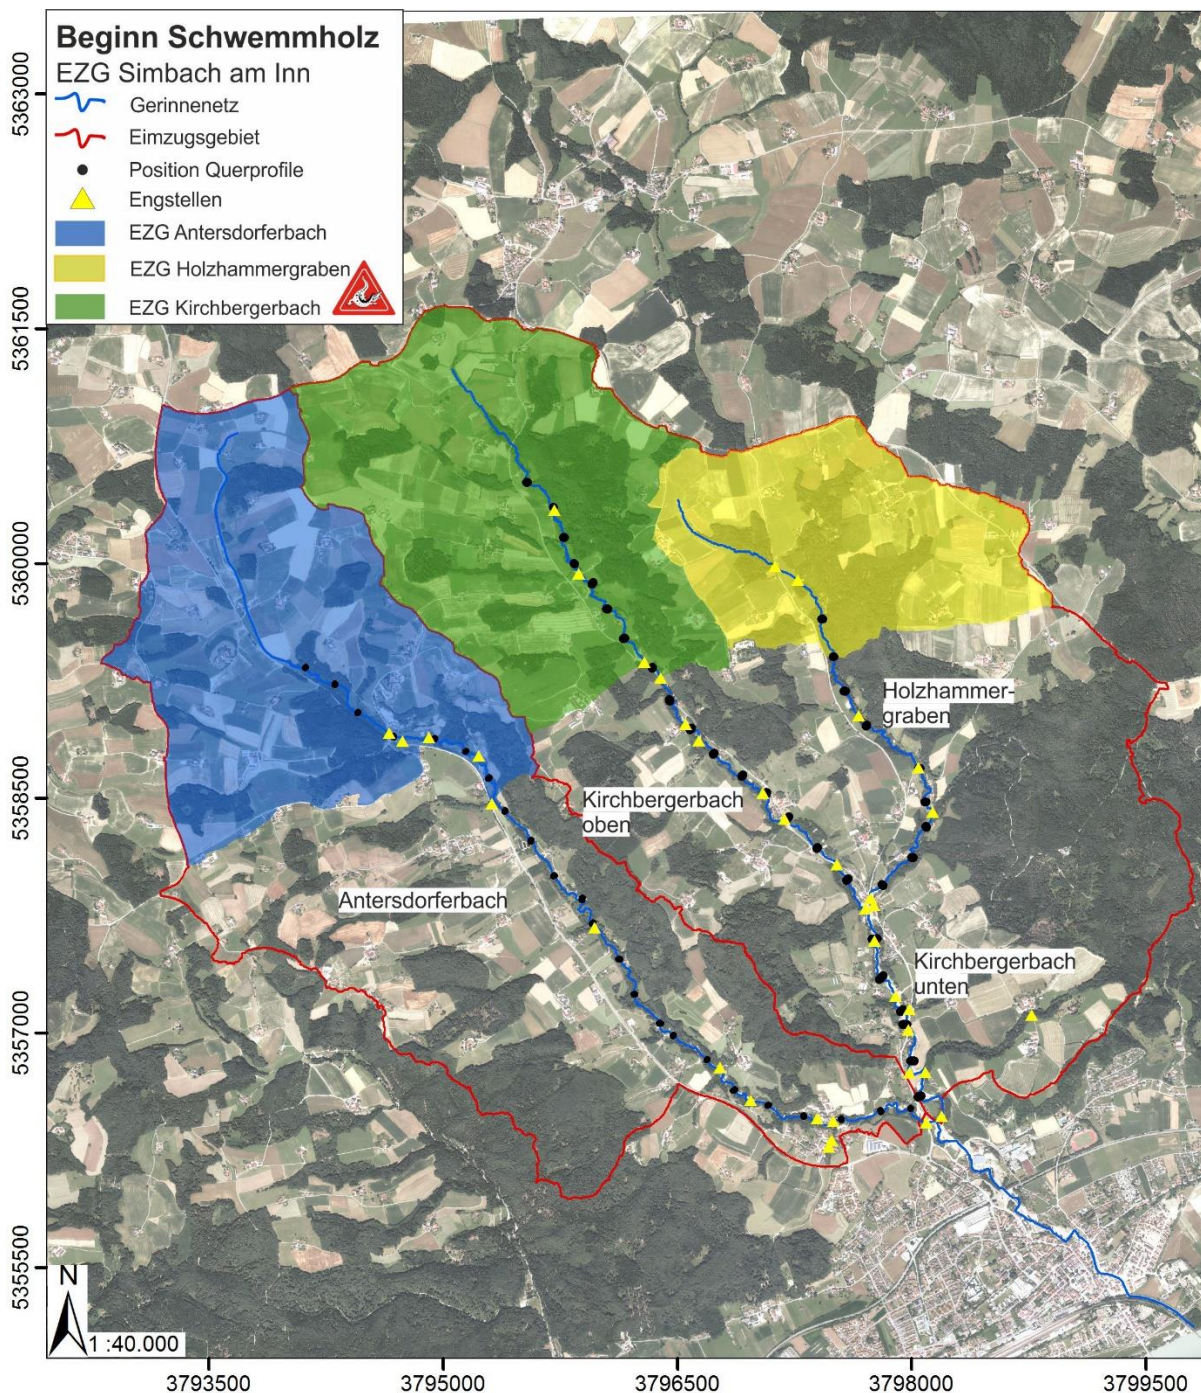 Beginn Schwemmholz
EZG Simbach am Inn
Gerinnenetz
Eimzugsgebiet
Position Querprofile
Engstellen
EZG Antersdorferbach
EZG Holzhammergraben
EZG Kirchbergerbach
5363000
5361500
5360000
5358500
5357000
5355500
Holzhammer-
graben
Kirchbergerbach
oben
Antersdorferbach
Kirchbergerbach
unten
N
1 :40.000
3793500
3795000
3796500
3798000
3799500